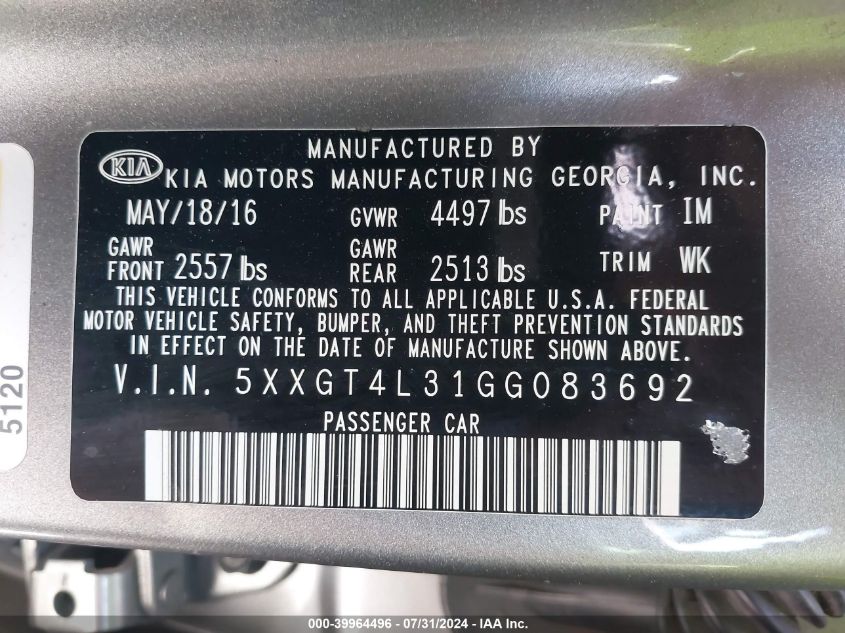 MANUFACTURED BY
KIA KIA MOTORS MANUFACTURING GEORGIA, INC.
MAY/18/16 GVWR 4497 lbs PAINT IM
GAWR FRONT 2557 lbs GAWR REAR 2513 lbs TRIM WK
THIS VEHICLE CONFORMS TO ALL APPLICABLE U.S.A. FEDERAL
MOTOR VEHICLE SAFETY, BUMPER, AND THEFT PREVENTION STANDARDS
IN EFFECT ON THE DATE OF MANUFACTURE SHOWN ABOVE.
V.I.N. 5XXGT4L31GG083692
PASSENGER CAR
5120
000-39964496 - 07/31/2024 - IAA Inc.